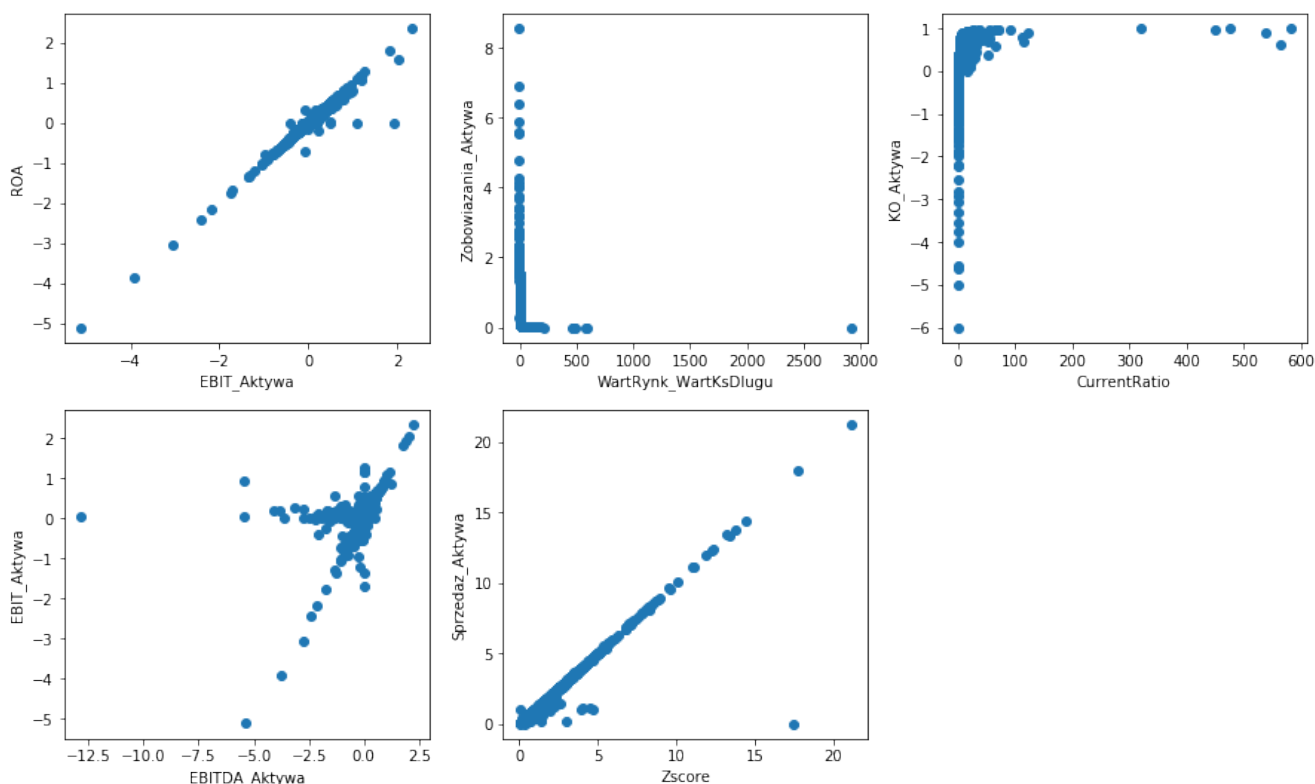 2
1
0
−1
−2
−3
−4
−5
ROA
−4 −2 0 2
EBIT_Aktywa
8
6
4
2
0
Zobowiazania_Aktywa
0 500 1000 1500 2000 2500 3000
WartRynk_WartKsDlugu
1
0
−1
−2
−3
−4
−5
−6
KO_Aktywa
0 100 200 300 400 500 600
CurrentRatio
2
1
0
−1
−2
−3
−4
−5
EBIT_Aktywa
−12.5 −10.0 −7.5 −5.0 −2.5 0.0 2.5
EBITDA_Aktywa
20
15
10
5
0
Sprzedaz_Aktywa
0 5 10 15 20
Zscore